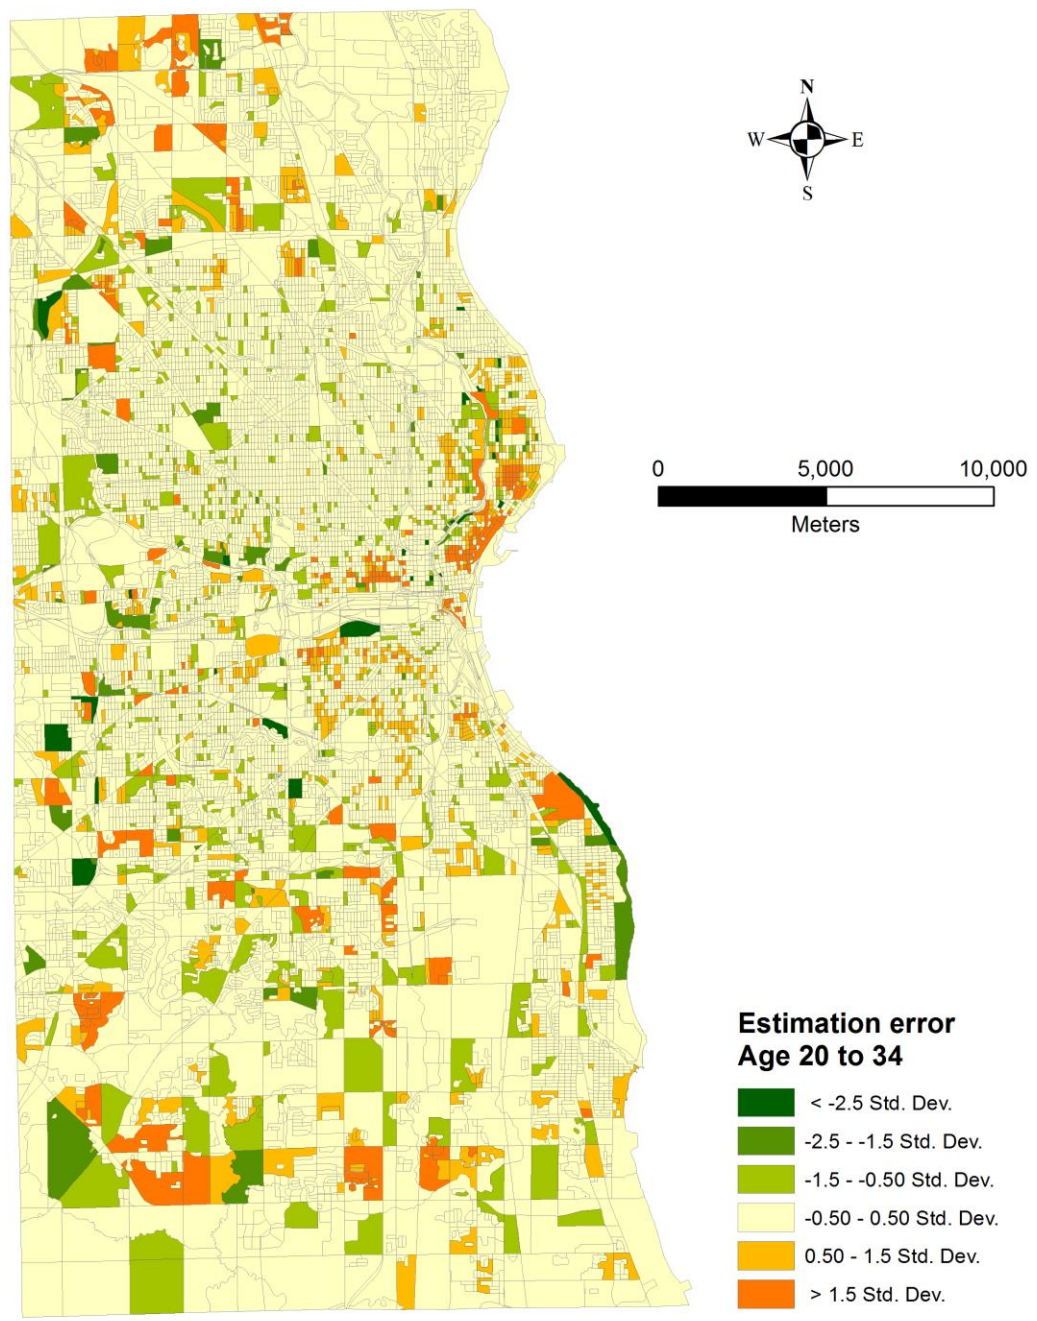 N
W E
S
0 5,000 10,000
Meters
Estimation error
Age 20 to 34
< -2.5 Std. Dev.
-2.5 - -1.5 Std. Dev.
-1.5 - -0.50 Std. Dev.
-0.50 - 0.50 Std. Dev.
0.50 - 1.5 Std. Dev.
> 1.5 Std. Dev.